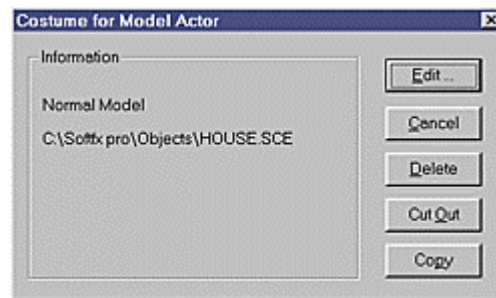 Costume for Model Actor
Information
Normal Model
C:\Softfx pro\Objects\HOUSE.SCE
Edit ...
Cancel
Delete
Cut Out
Copy